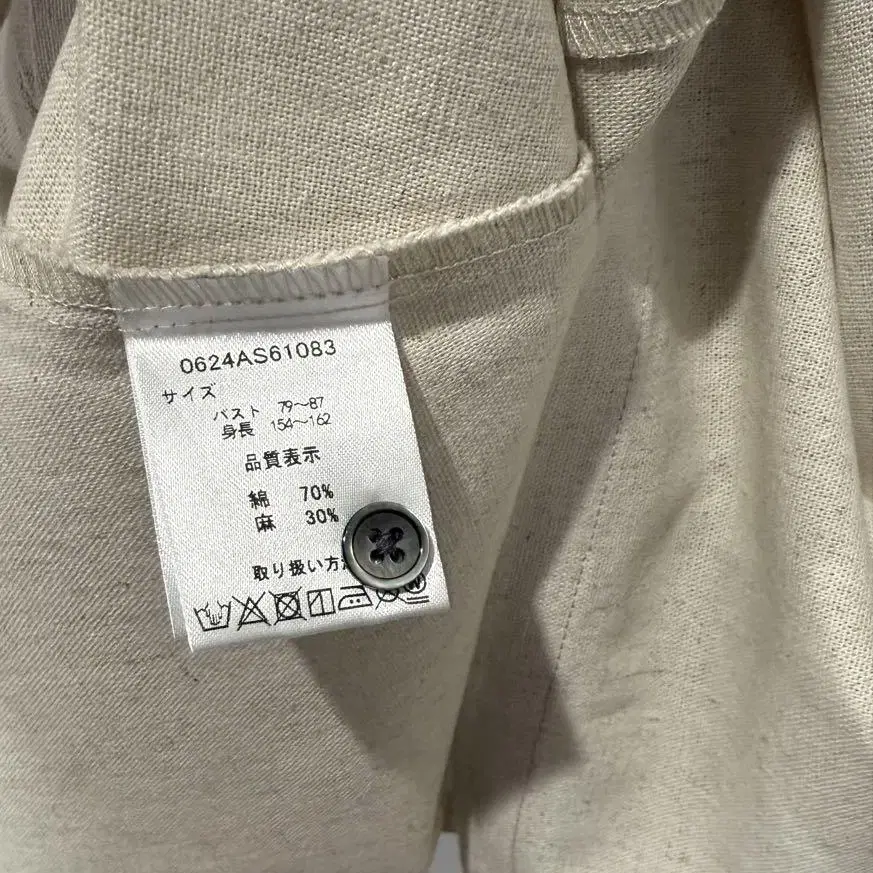 0624AS61083
サイズ
バスト 79～87
身長 154～162
品質表示
綿 70%
麻 30%
取り扱い方